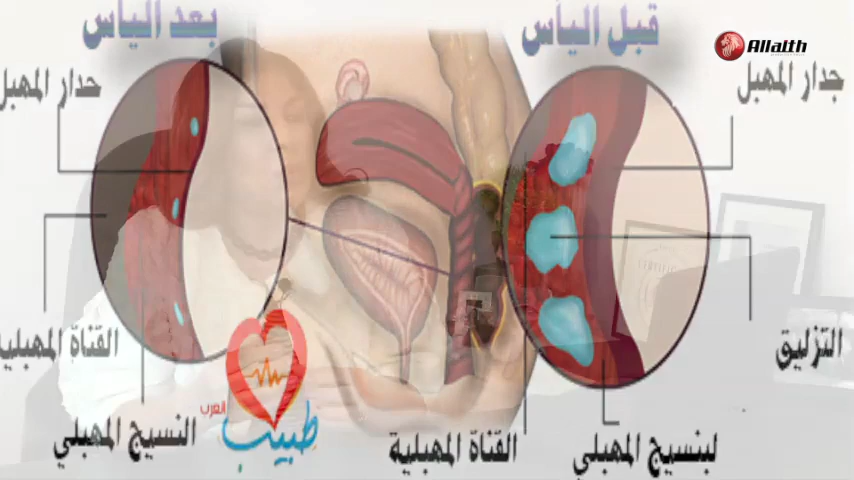 قبل اليأس
بعد اليأس
Allalth
جدار المهبل
جدار المهبل
التزليق
القناة المهبلية
النسيج المهبلي
القناة المهبلية
لبنسيج المهبلي
طبيب
العرب